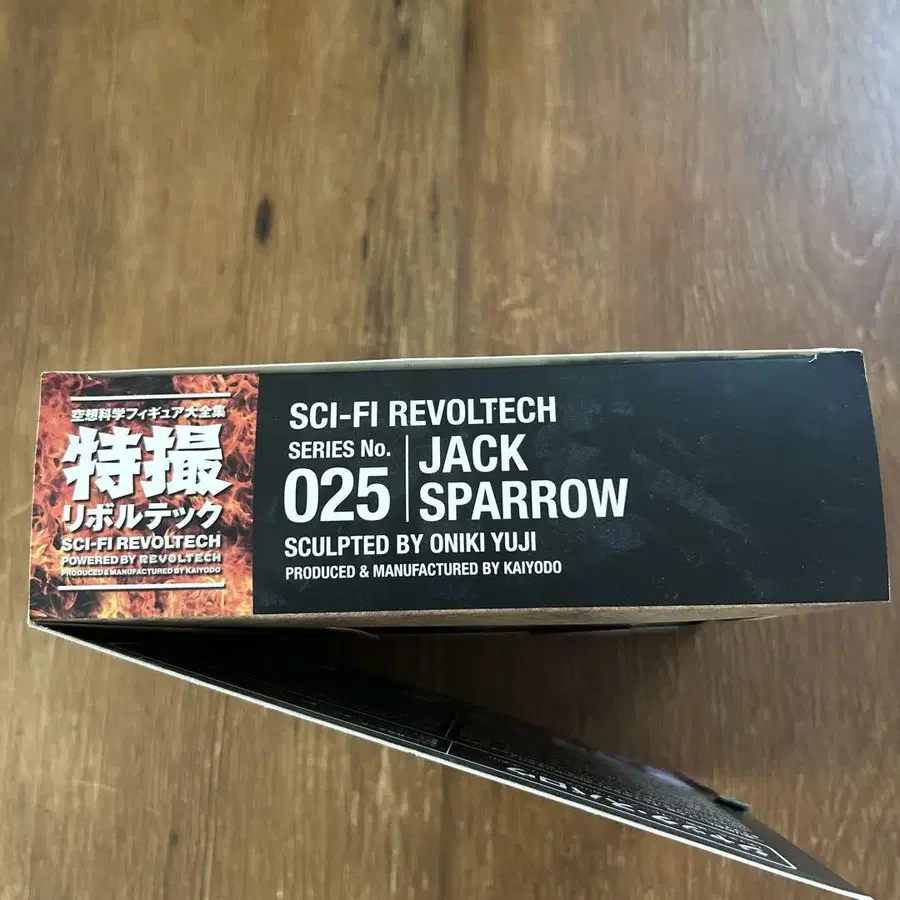 空想科学フィギュア大全集
特撮
リボルテック
SCI-FI REVOLTECH
POWERED BY REVOLTECH
PRODUCED & MANUFACTURED BY KAIYODO
SCI-FI REVOLTECH
SERIES No.
025
JACK
SPARROW
SCULPTED BY ONIKI YUJI
PRODUCED & MANUFACTURED BY KAIYODO